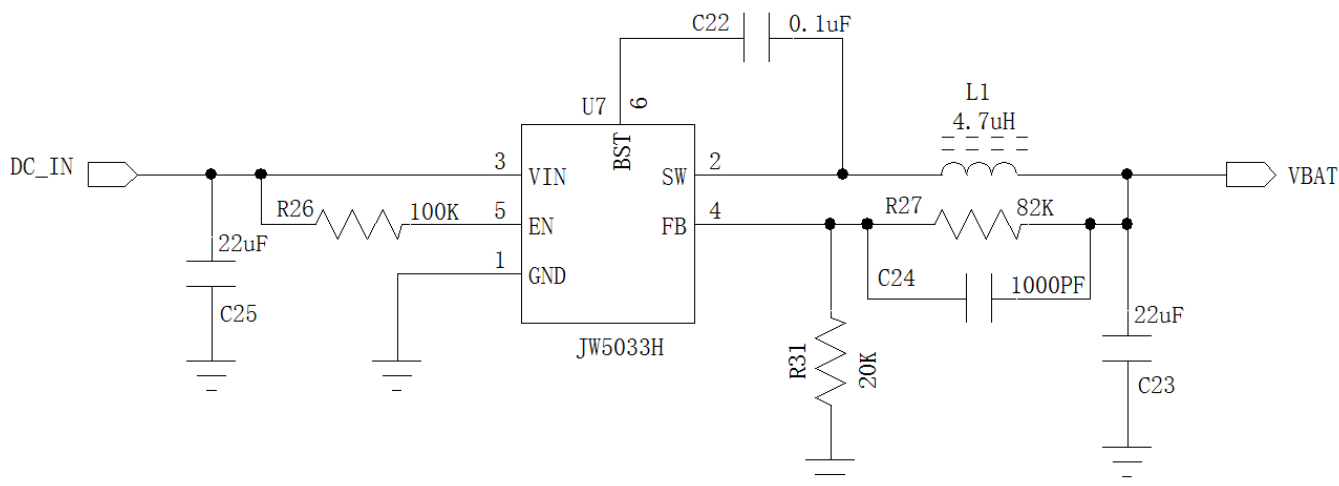 C22
0.1uF
U7
6
L1
4.7uH
DC_IN
3
VIN
BST
SW
2
VBAT
R26
100K
5
EN
FB
4
R27
82K
22uF
1
GND
C24
1000PF
C25
22uF
JW5033H
R31
20K
C23